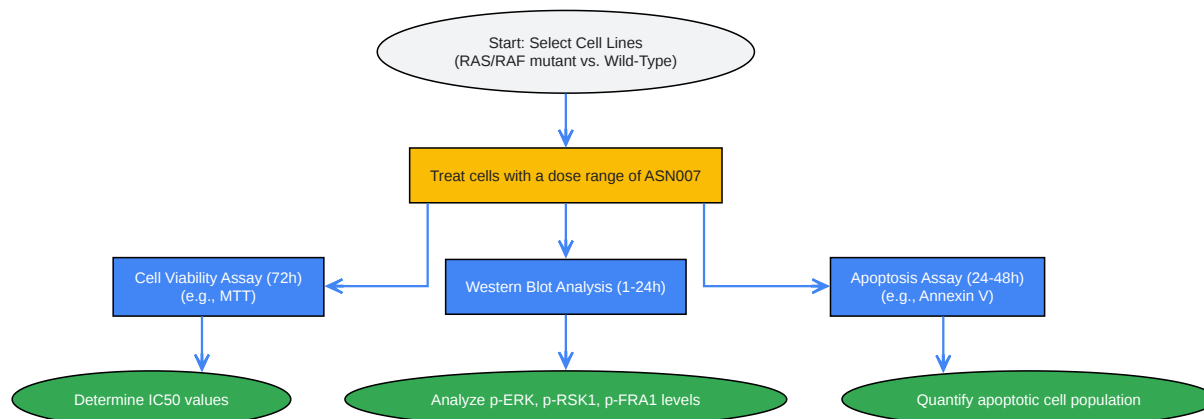 Start: Select Cell Lines
(RAS/RAF mutant vs. Wild-Type)
Treat cells with a dose range of ASN007
Cell Viability Assay (72h)
(e.g., MTT)
Western Blot Analysis (1-24h)
Apoptosis Assay (24-48h)
(e.g., Annexin V)
Determine IC50 values
Analyze p-ERK, p-RSK1, p-FRA1 levels
Quantify apoptotic cell population